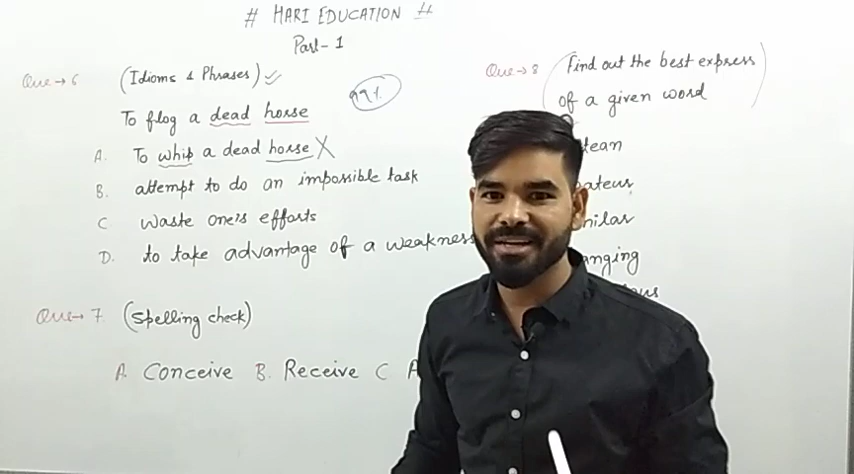 # HARI EDUCATION #
Part-1
Que→6 (Idioms & Phrases)
99%
To flog a dead horse
A. To whip a dead horse
B. attempt to do an impossible task
C waste one's efforts
D. to take advantage of a weakness
Que→7. (Spelling check)
A. Conceive B. Receive C A
Que→8 (Find out the best express
of a given word)